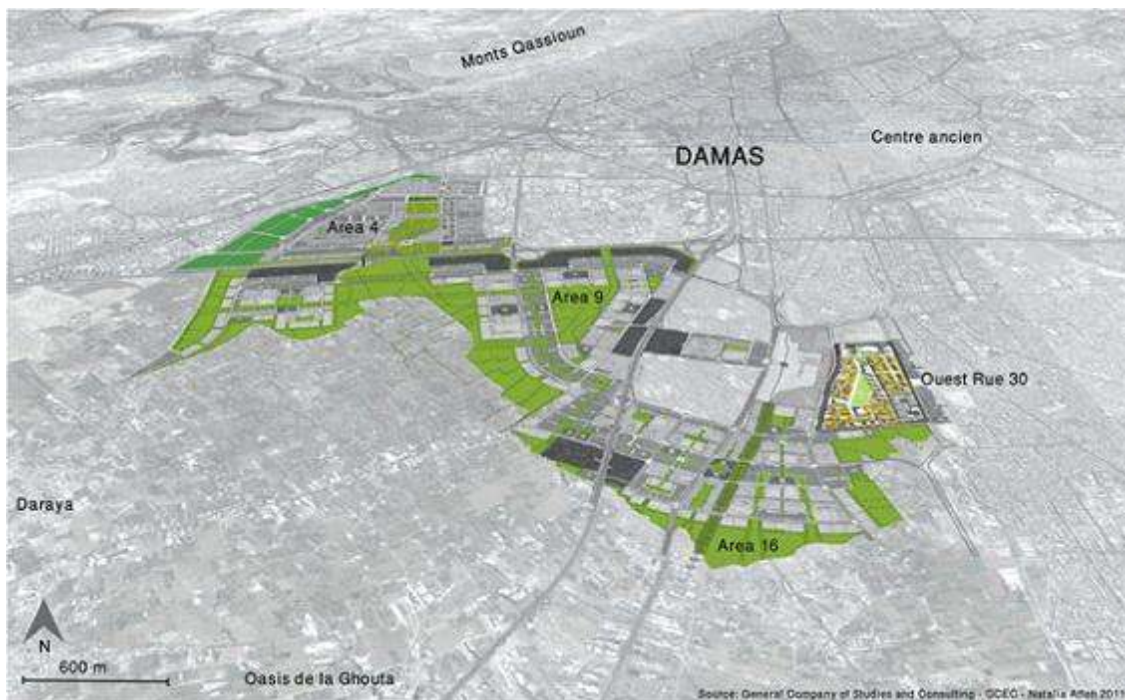 Monts Qassioun
Centre ancien
DAMAS
Area 4
Area 9
Ouest Rue 30
Daraya
Area 16
N
600 m
Oasis de la Ghouta
Source: General Company of Studies and Consulting - GCEC - Natalia Atfeh 2011